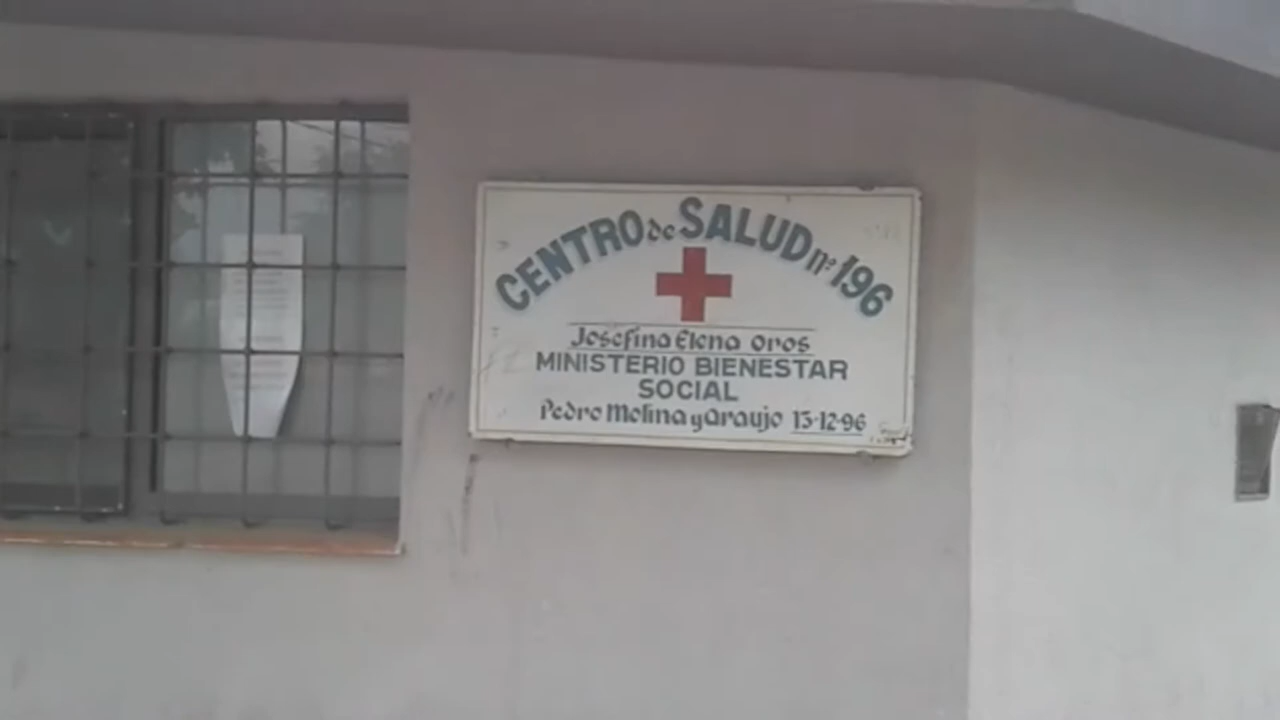 CENTRO de SALUD nº 196
Josefina Elena Oros
MINISTERIO BIENESTAR
SOCIAL
Pedro Molina y Araujo 13-12-96